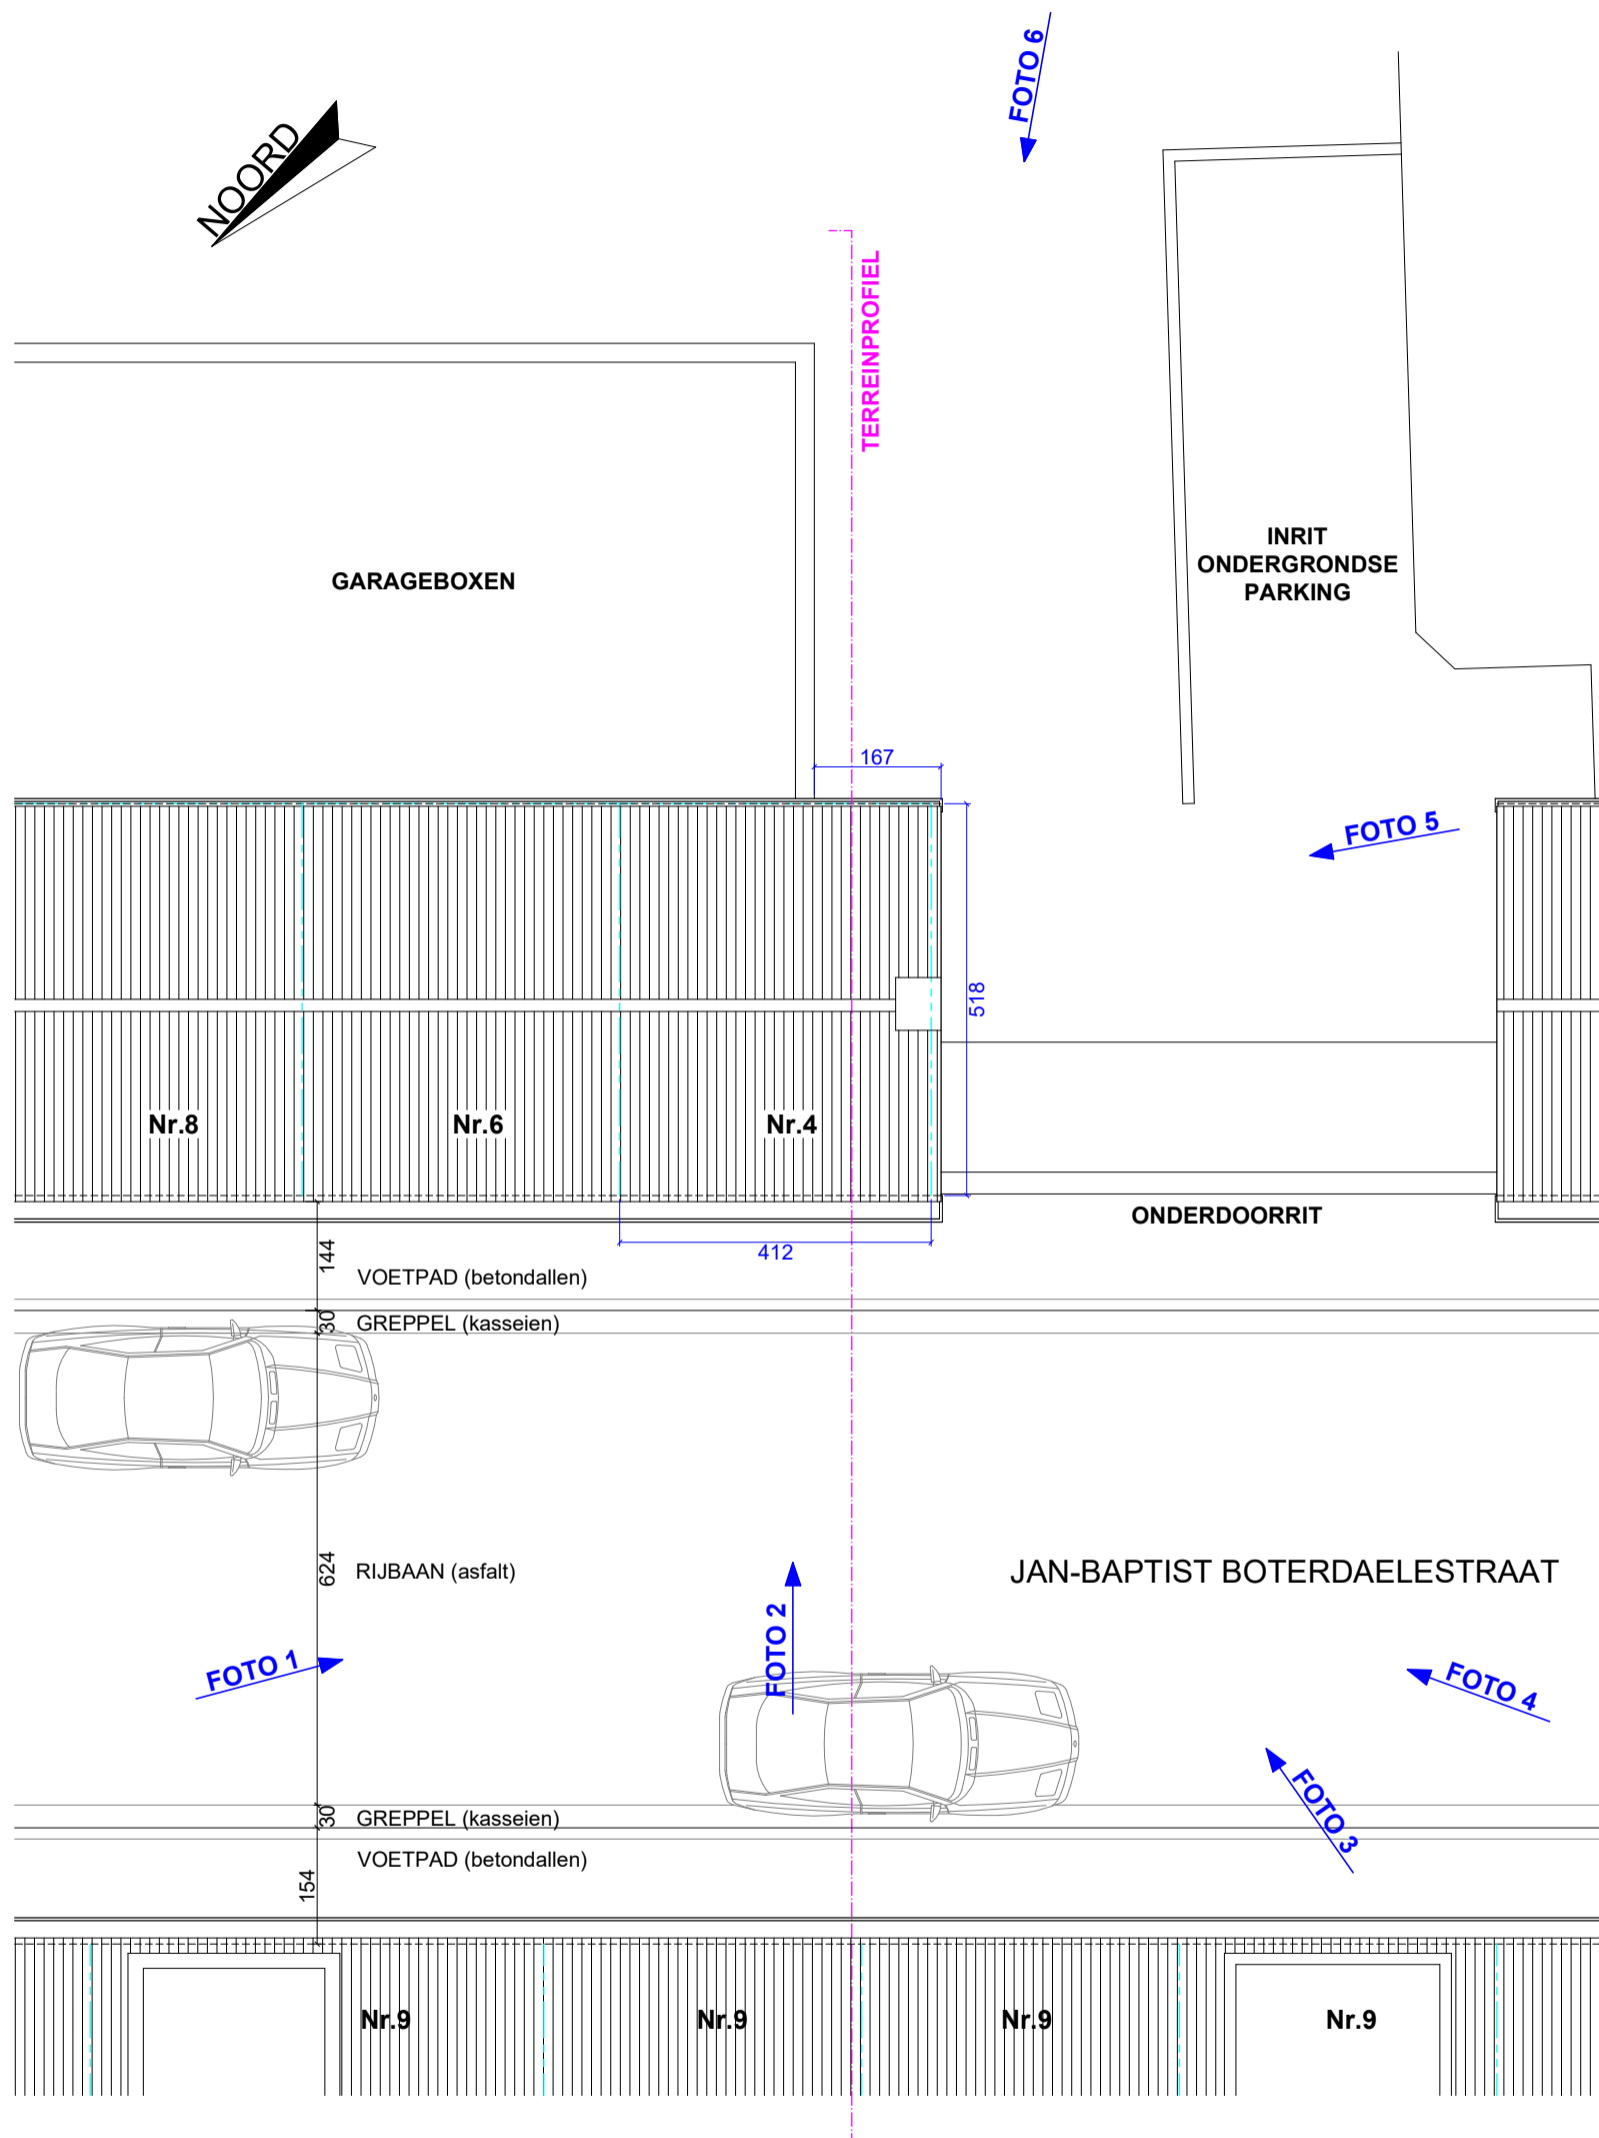 FOTO 6
NOORD
TERREINPROFIEL
INRIT
ONDERGRONDSE
PARKING
GARAGEBOXEN
167
FOTO 5
518
Nr.8
Nr.6
Nr.4
ONDERDOORRIT
412
144
VOETPAD (betondallen)
30
GREPPEL (kasseien)
624
RIJBAAN (asfalt)
JAN-BAPTIST BOTERDAELESTRAAT
FOTO 2
FOTO 1
FOTO 4
FOTO 3
30
GREPPEL (kasseien)
VOETPAD (betondallen)
154
Nr.9
Nr.9
Nr.9
Nr.9